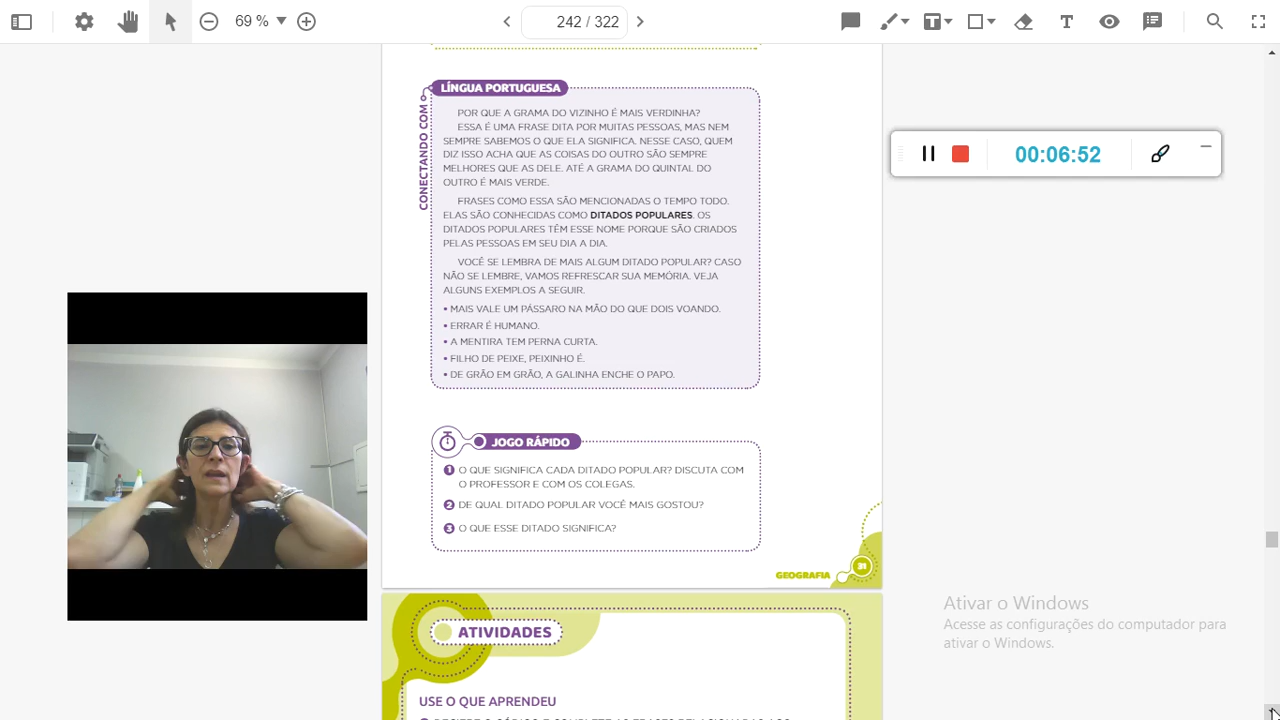 69 %
242 / 322
LÍNGUA PORTUGUESA
CONECTANDO COM
POR QUE A GRAMA DO VIZINHO É MAIS VERDINHA?
ESSA É UMA FRASE DITA POR MUITAS PESSOAS, MAS NEM
SEMPRE SABEMOS O QUE ELA SIGNIFICA. NESSE CASO, QUEM
DIZ ISSO ACHA QUE AS COISAS DO OUTRO SÃO SEMPRE
MELHORES QUE AS DELE. ATÉ A GRAMA DO QUINTAL DO
OUTRO É MAIS VERDE.
FRASES COMO ESSA SÃO MENCIONADAS O TEMPO TODO.
ELAS SÃO CONHECIDAS COMO DITADOS POPULARES. OS
DITADOS POPULARES TÊM ESSE NOME PORQUE SÃO CRIADOS
PELAS PESSOAS EM SEU DIA A DIA.
VOCÊ SE LEMBRA DE MAIS ALGUM DITADO POPULAR? CASO
NÃO SE LEMBRE, VAMOS REFRESCAR SUA MEMÓRIA. VEJA
ALGUNS EXEMPLOS A SEGUIR.
• MAIS VALE UM PÁSSARO NA MÃO DO QUE DOIS VOANDO.
• ERRAR É HUMANO.
• A MENTIRA TEM PERNA CURTA.
• FILHO DE PEIXE, PEIXINHO É.
• DE GRÃO EM GRÃO, A GALINHA ENCHE O PAPO.
JOGO RÁPIDO
1 O QUE SIGNIFICA CADA DITADO POPULAR? DISCUTA COM
O PROFESSOR E COM OS COLEGAS.
2 DE QUAL DITADO POPULAR VOCÊ MAIS GOSTOU?
3 O QUE ESSE DITADO SIGNIFICA?
GEOGRAFIA
31
ATIVIDADES
USE O QUE APRENDEU
00:06:52
Ativar o Windows
Acesse as configurações do computador para
ativar o Windows.